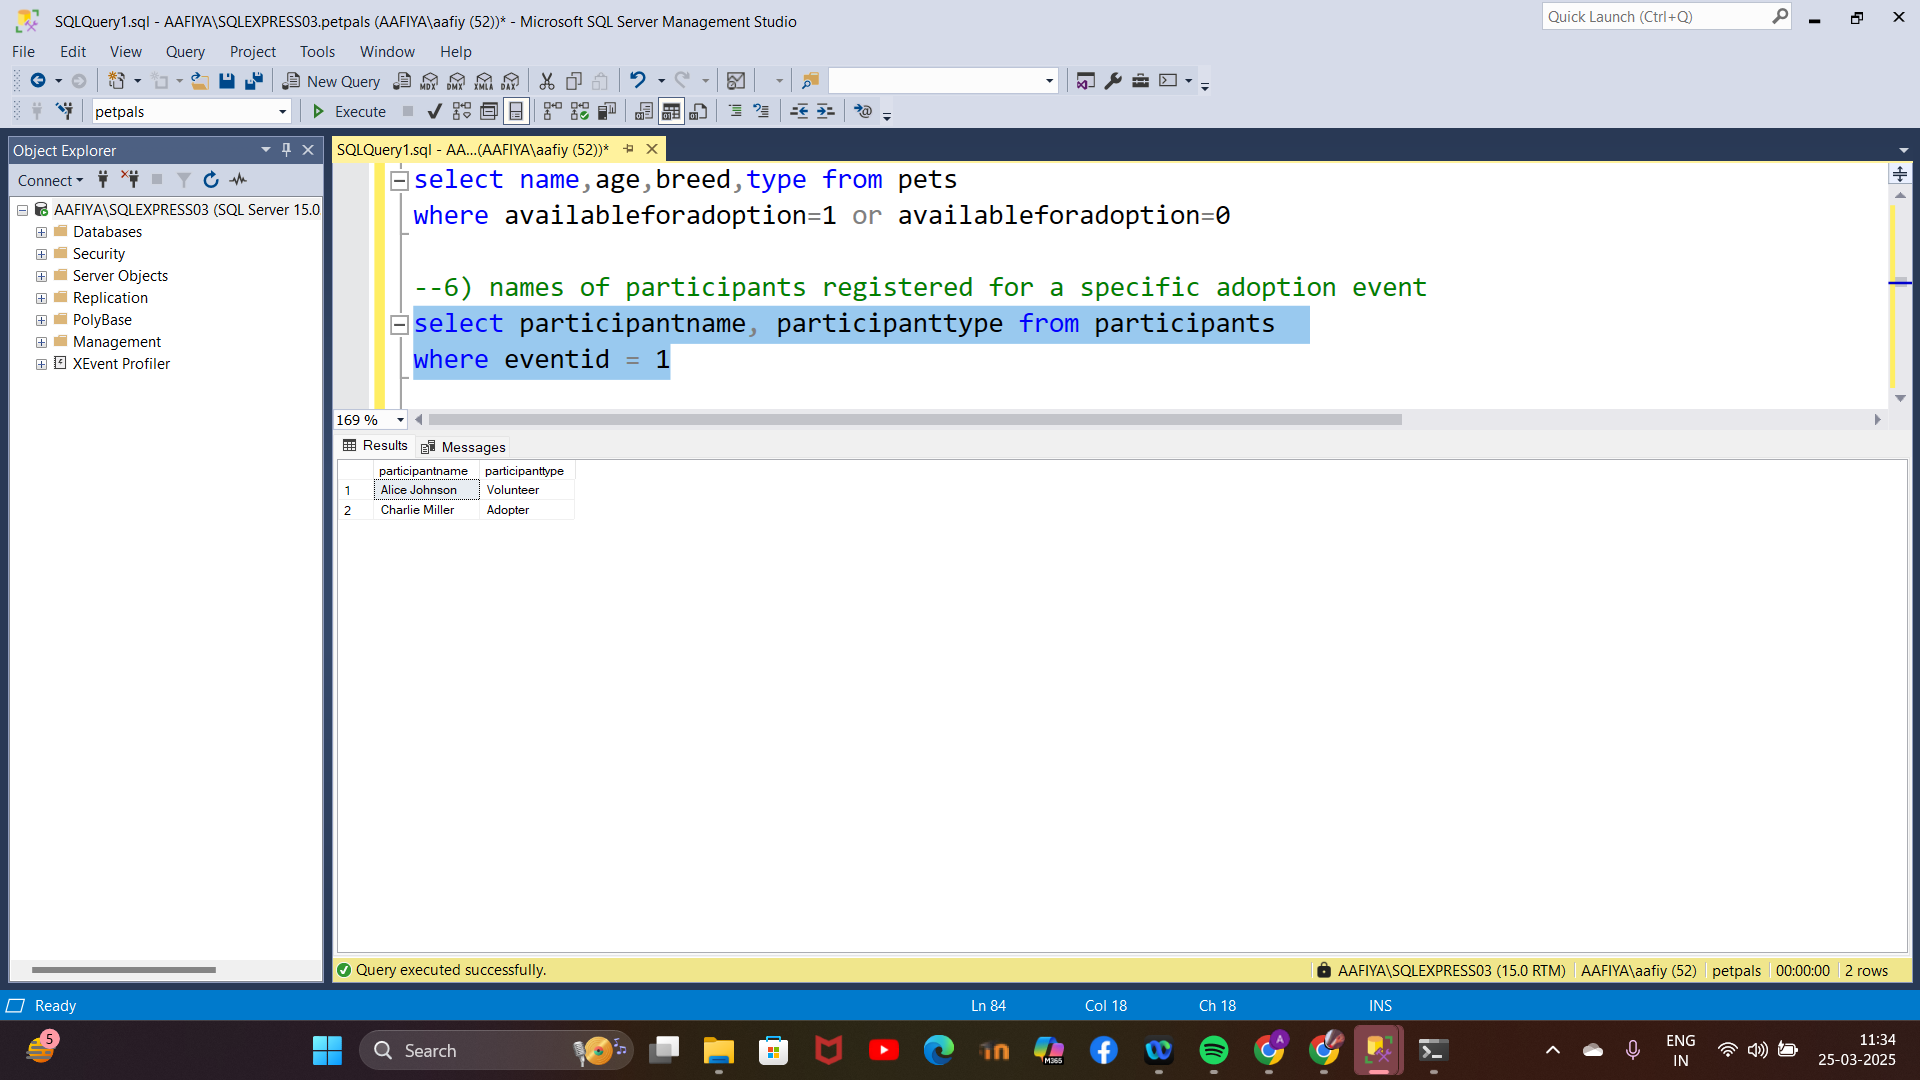 SQLQuery1.sql - AAFIYA\SQLEXPRESS03.petpals (AAFIYA\aafiy (52))* - Microsoft SQL Server Management Studio
Quick Launch (Ctrl+Q)
File Edit View Query Project Tools Window Help
New Query MDX DMX XMLA DAX
petpals Execute
Object Explorer
SQLQuery1.sql - AA...(AAFIYA\aafiy (52))*
Connect
AAFIYA\SQLEXPRESS03 (SQL Server 15.0
Databases
Security
Server Objects
Replication
PolyBase
Management
XEvent Profiler
select name,age,breed,type from pets
where availableforadoption=1 or availableforadoption=0
--6) names of participants registered for a specific adoption event
select participantname, participanttype from participants
where eventid = 1
169 %
Results Messages
participantname participanttype
1 Alice Johnson Volunteer
2 Charlie Miller Adopter
Query executed successfully.
AAFIYA\SQLEXPRESS03 (15.0 RTM) AAFIYA\aafiy (52) petpals 00:00:00 2 rows
Ready Ln 84 Col 18 Ch 18 INS
5
Search
M365
A
ENG
IN
11:34
25-03-2025